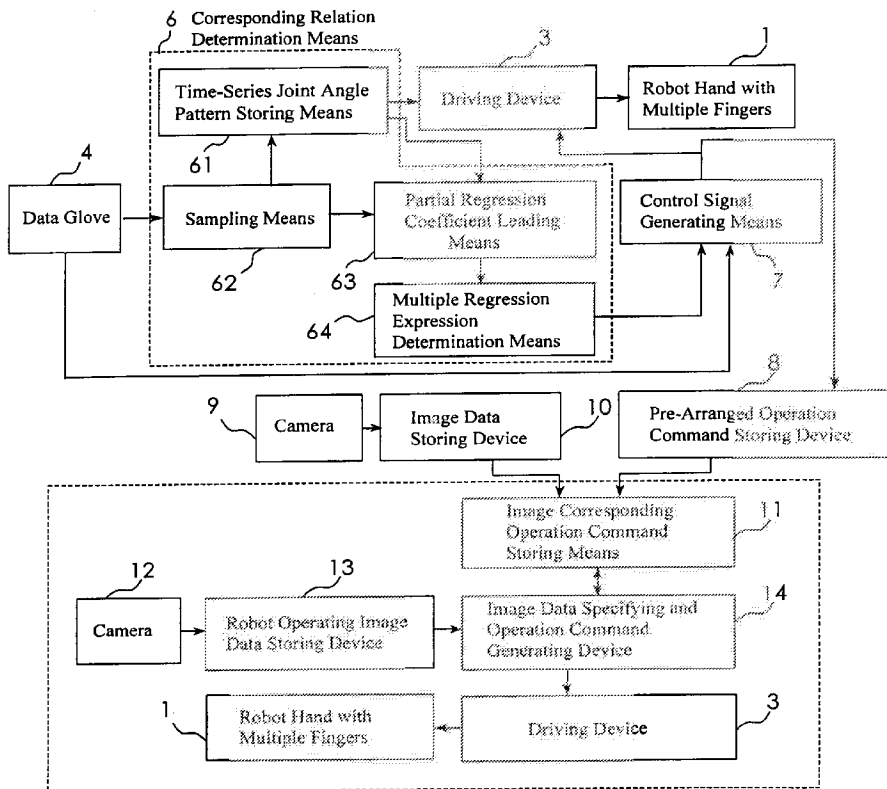 6 Corresponding Relation
Determination Means
3
1
Time-Series Joint Angle
Pattern Storing Means
Driving Device
Robot Hand with
Multiple Fingers
61
4
Data Glove
Sampling Means
Partial Regression
Coefficient Leading
Means
Control Signal
Generating Means
62
63
7
64
Multiple Regression
Expression
Determination Means
8
9
Camera
Image Data
Storing Device
10
Pre-Arranged Operation
Command Storing Device
Image Corresponding
Operation Command
Storing Means
11
12
13
Camera
Robot Operating Image
Data Storing Device
Image Data Specifying and
Operation Command
Generating Device
14
1
Robot Hand with
Multiple Fingers
Driving Device
3